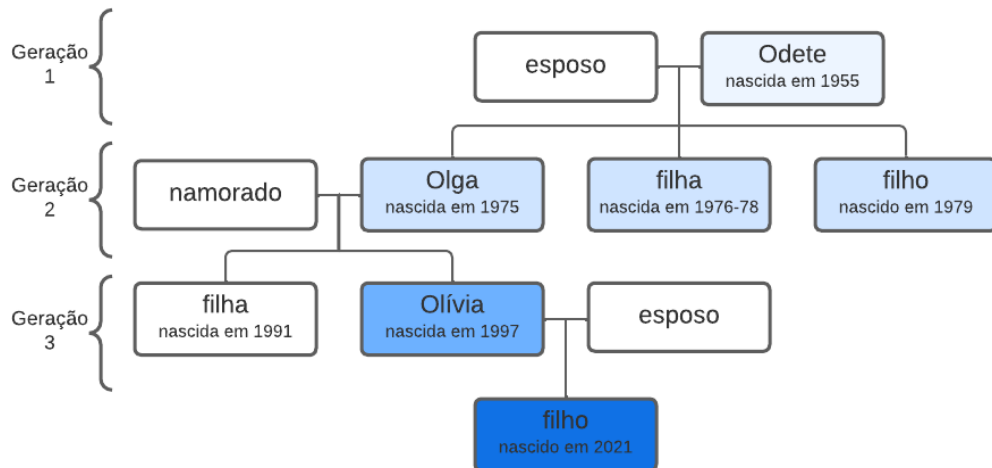 Geração
1
esposo
Odete
nascida em 1955
Geração
2
namorado
Olga
nascida em 1975
filha
nascida em 1976-78
filho
nascido em 1979
Geração
3
filha
nascida em 1991
Olívia
nascida em 1997
esposo
filho
nascido em 2021